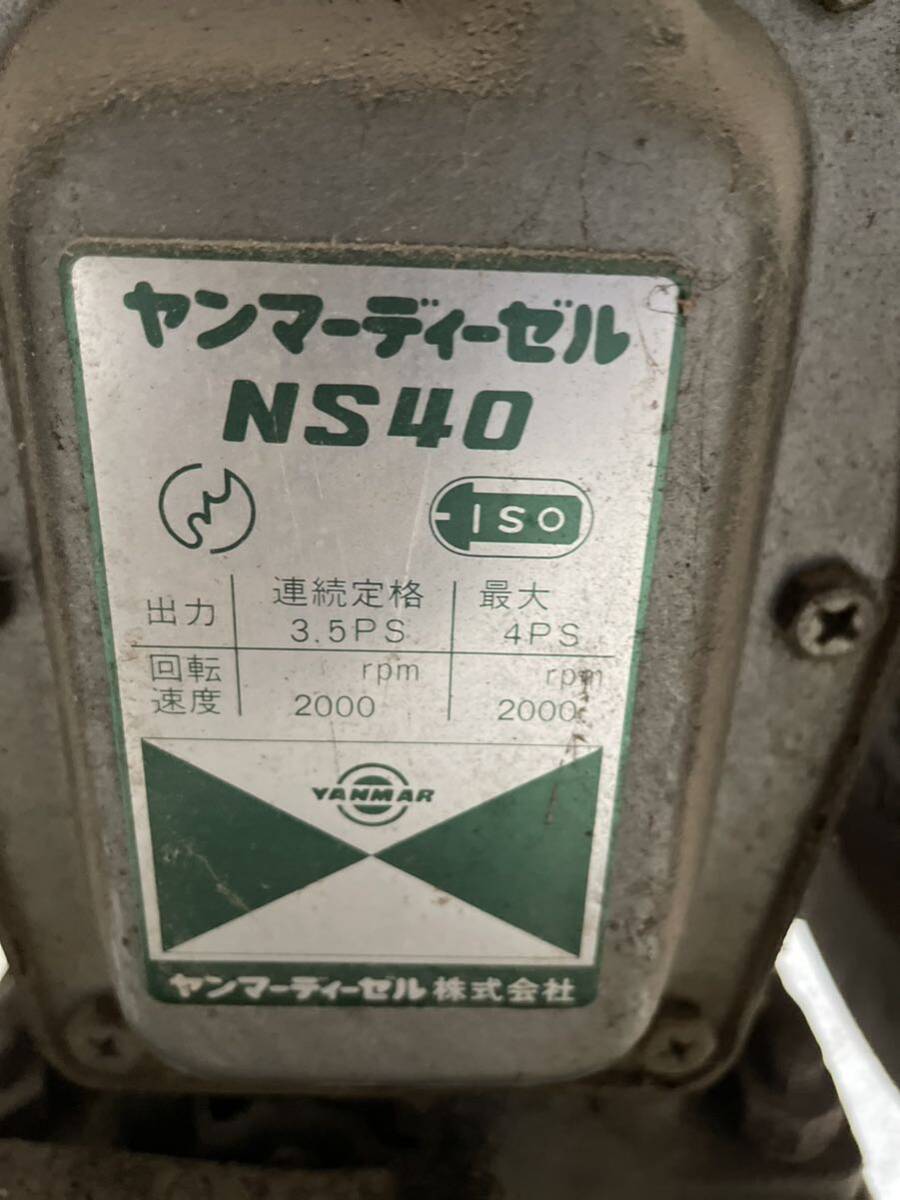 ヤンマーディーゼル
NS40
ISO
出力 連続定格 3.5PS 最大 4PS
回転速度 rpm 2000 rpm 2000
YANMAR
ヤンマーディーゼル株式会社